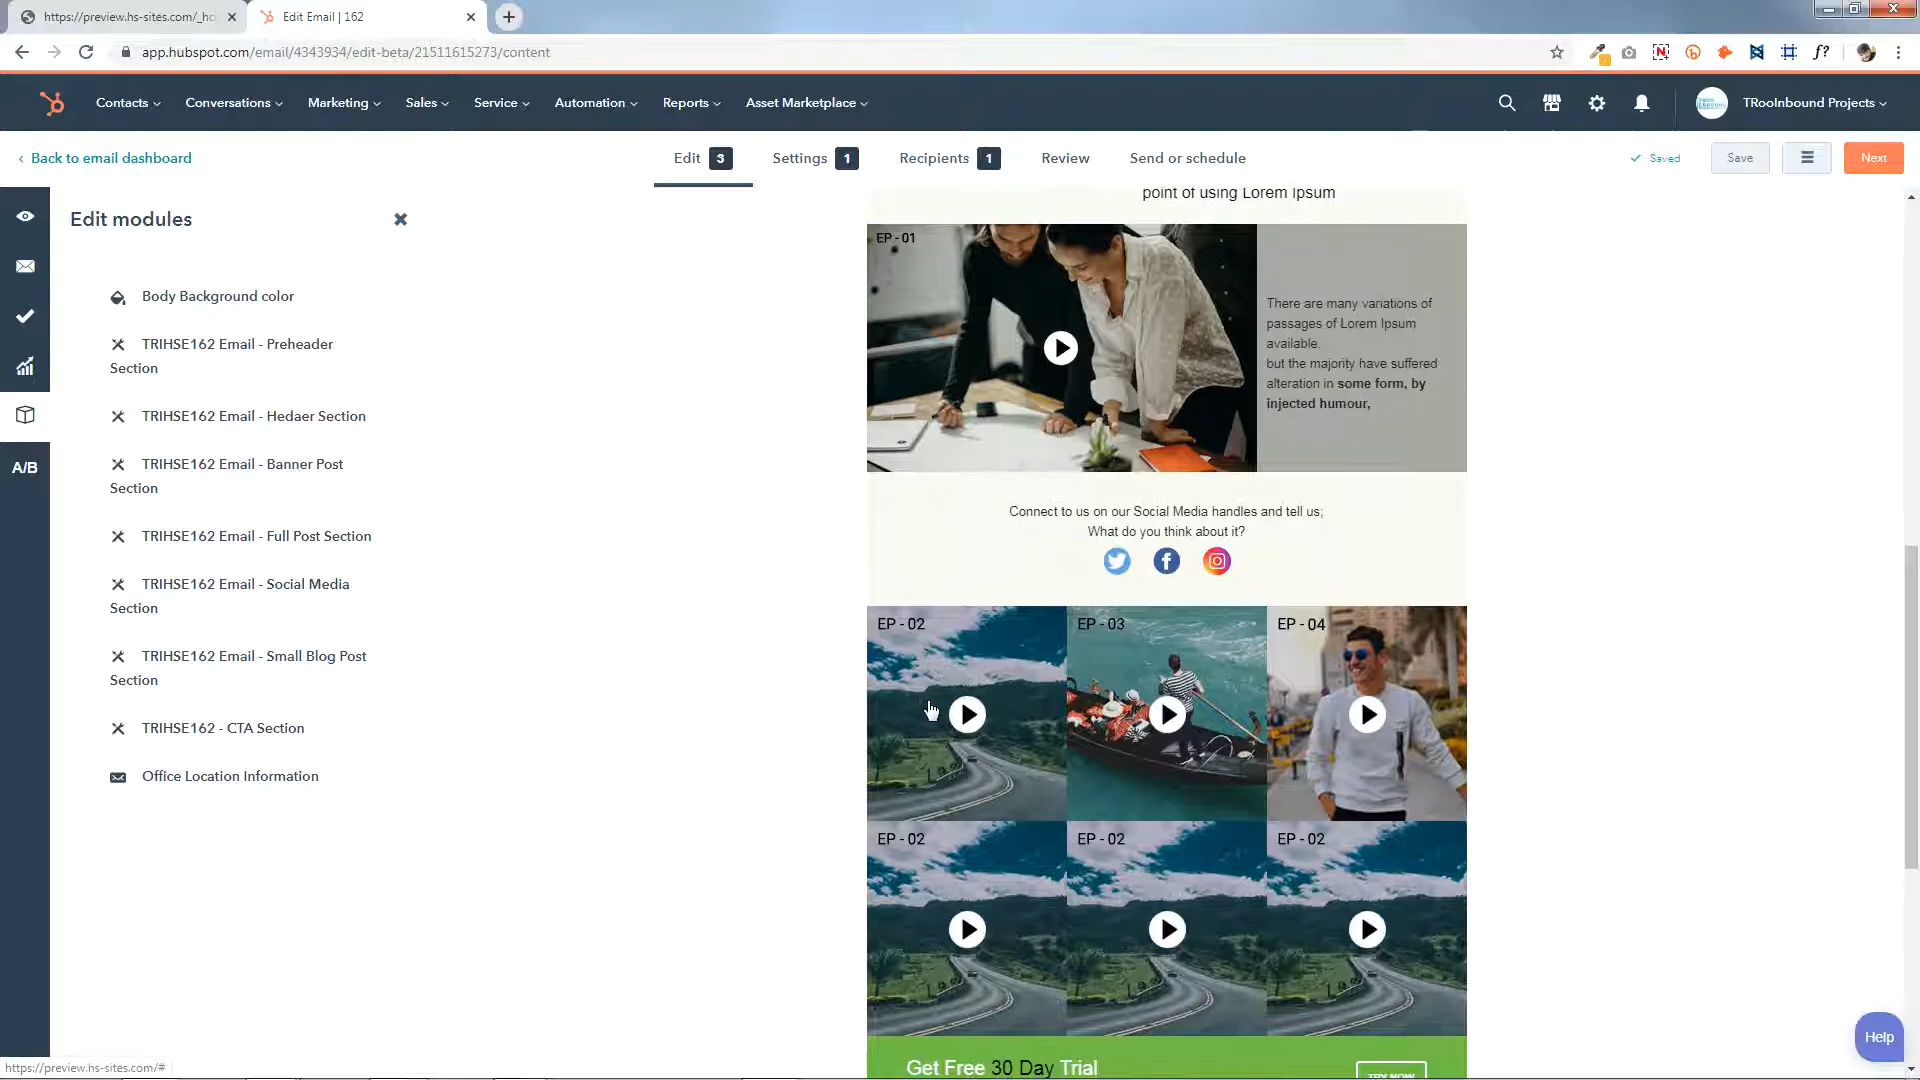 https://preview.hs-sites.com/_ho
Edit Email | 162
app.hubspot.com/email/4343934/edit-beta/21511615273/content
Contacts
Conversations
Marketing
Sales
Service
Automation
Reports
Asset Marketplace
TRooInbound Projects
Back to email dashboard
Edit 3
Settings 1
Recipients 1
Review
Send or schedule
Saved
Save
Next
Edit modules
Body Background color
TRIHSE162 Email - Preheader
Section
TRIHSE162 Email - Hedaer Section
TRIHSE162 Email - Banner Post
Section
TRIHSE162 Email - Full Post Section
TRIHSE162 Email - Social Media
Section
TRIHSE162 Email - Small Blog Post
Section
TRIHSE162 - CTA Section
Office Location Information
A/B
point of using Lorem Ipsum
EP - 01
There are many variations of
passages of Lorem Ipsum
available.
but the majority have suffered
alteration in some form, by
injected humour,
Connect to us on our Social Media handles and tell us;
What do you think about it?
EP - 02
EP - 03
EP - 04
EP - 02
EP - 02
EP - 02
Get Free 30 Day Trial
TRY NOW
Help
https://preview.hs-sites.com/#